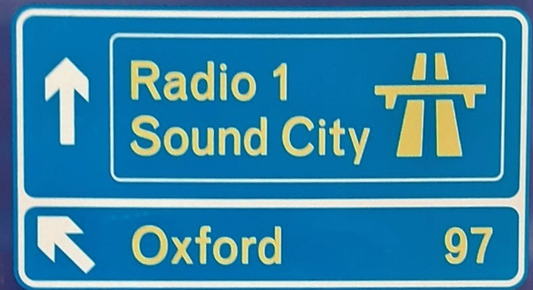 Radio 1
Sound City
Oxford 97